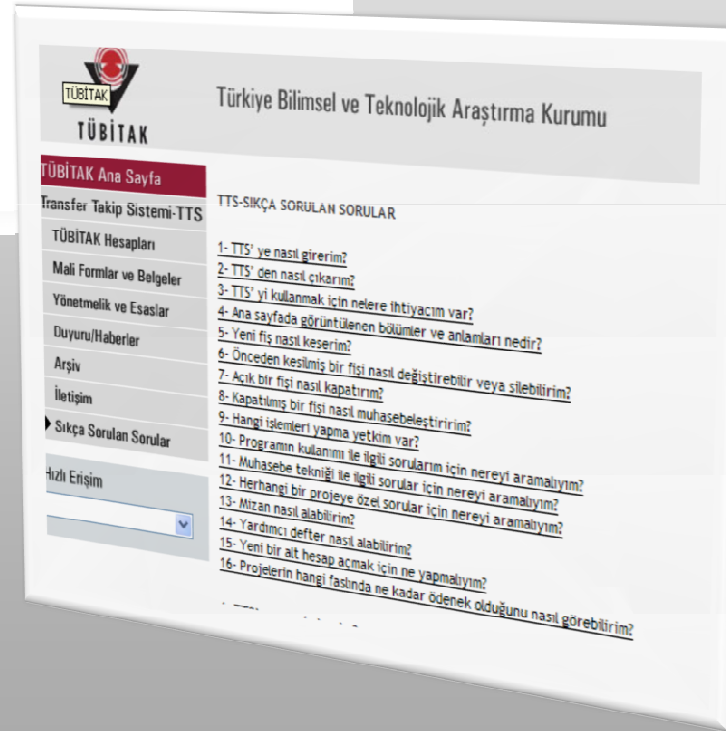 TÜBİTAK
TÜBİTAK
Türkiye Bilimsel ve Teknolojik Araştırma Kurumu
TÜBİTAK Ana Sayfa
Transfer Takip Sistemi-TTS
TÜBİTAK Hesapları
Mali Formlar ve Belgeler
Yönetmelik ve Esaslar
Duyuru/Haberler
Arşiv
İletişim
Sıkça Sorulan Sorular
Hızlı Erişim
TTS-SIKÇA SORULAN SORULAR
1- TTS' ye nasıl girerim?
2- TTS' den nasıl çıkarım?
3- TTS' yi kullanmak için nelere ihtiyacım var?
4- Ana sayfada görüntülenen bölümler ve anlamları nedir?
5- Yeni fiş nasıl keserim?
6- Önceden kesilmiş bir fişi nasıl değiştirebilir veya silebilirim?
7- Açık bir fişi nasıl kapatırım?
8- Kapatılmış bir fişi nasıl muhasebeleştiririm?
9- Hangi işlemleri yapma yetkim var?
10- Programın kullanımı ile ilgili sorularım için nereyi aramalıyım?
11- Muhasebe tekniği ile ilgili sorular için nereyi aramalıyım?
12- Herhangi bir projeye özel sorular için nereyi aramalıyım?
13- Mizan nasıl alabilirim?
14- Yardımcı defter nasıl alabilirim?
15- Yeni bir alt hesap açmak için ne yapmalıyım?
16- Projelerin hangi faslında ne kadar ödenek olduğunu nasıl görebilirim?